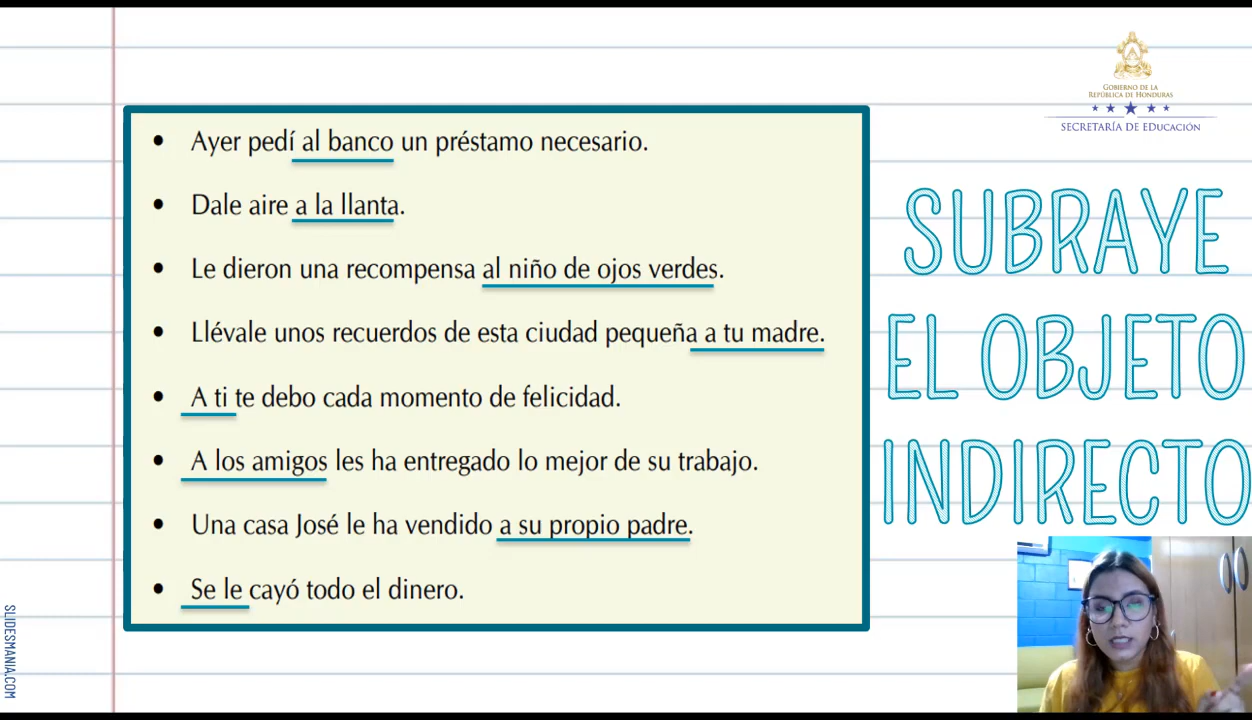 GOBIERNO DE LA
REPÚBLICA DE HONDURAS
SECRETARÍA DE EDUCACIÓN
• Ayer pedí al banco un préstamo necesario.
• Dale aire a la llanta.
• Le dieron una recompensa al niño de ojos verdes.
• Llévale unos recuerdos de esta ciudad pequeña a tu madre.
• A ti te debo cada momento de felicidad.
• A los amigos les ha entregado lo mejor de su trabajo.
• Una casa José le ha vendido a su propio padre.
• Se le cayó todo el dinero.
SUBRAYE
EL OBJETO
INDIRECTO
SLIDESMANIA.COM